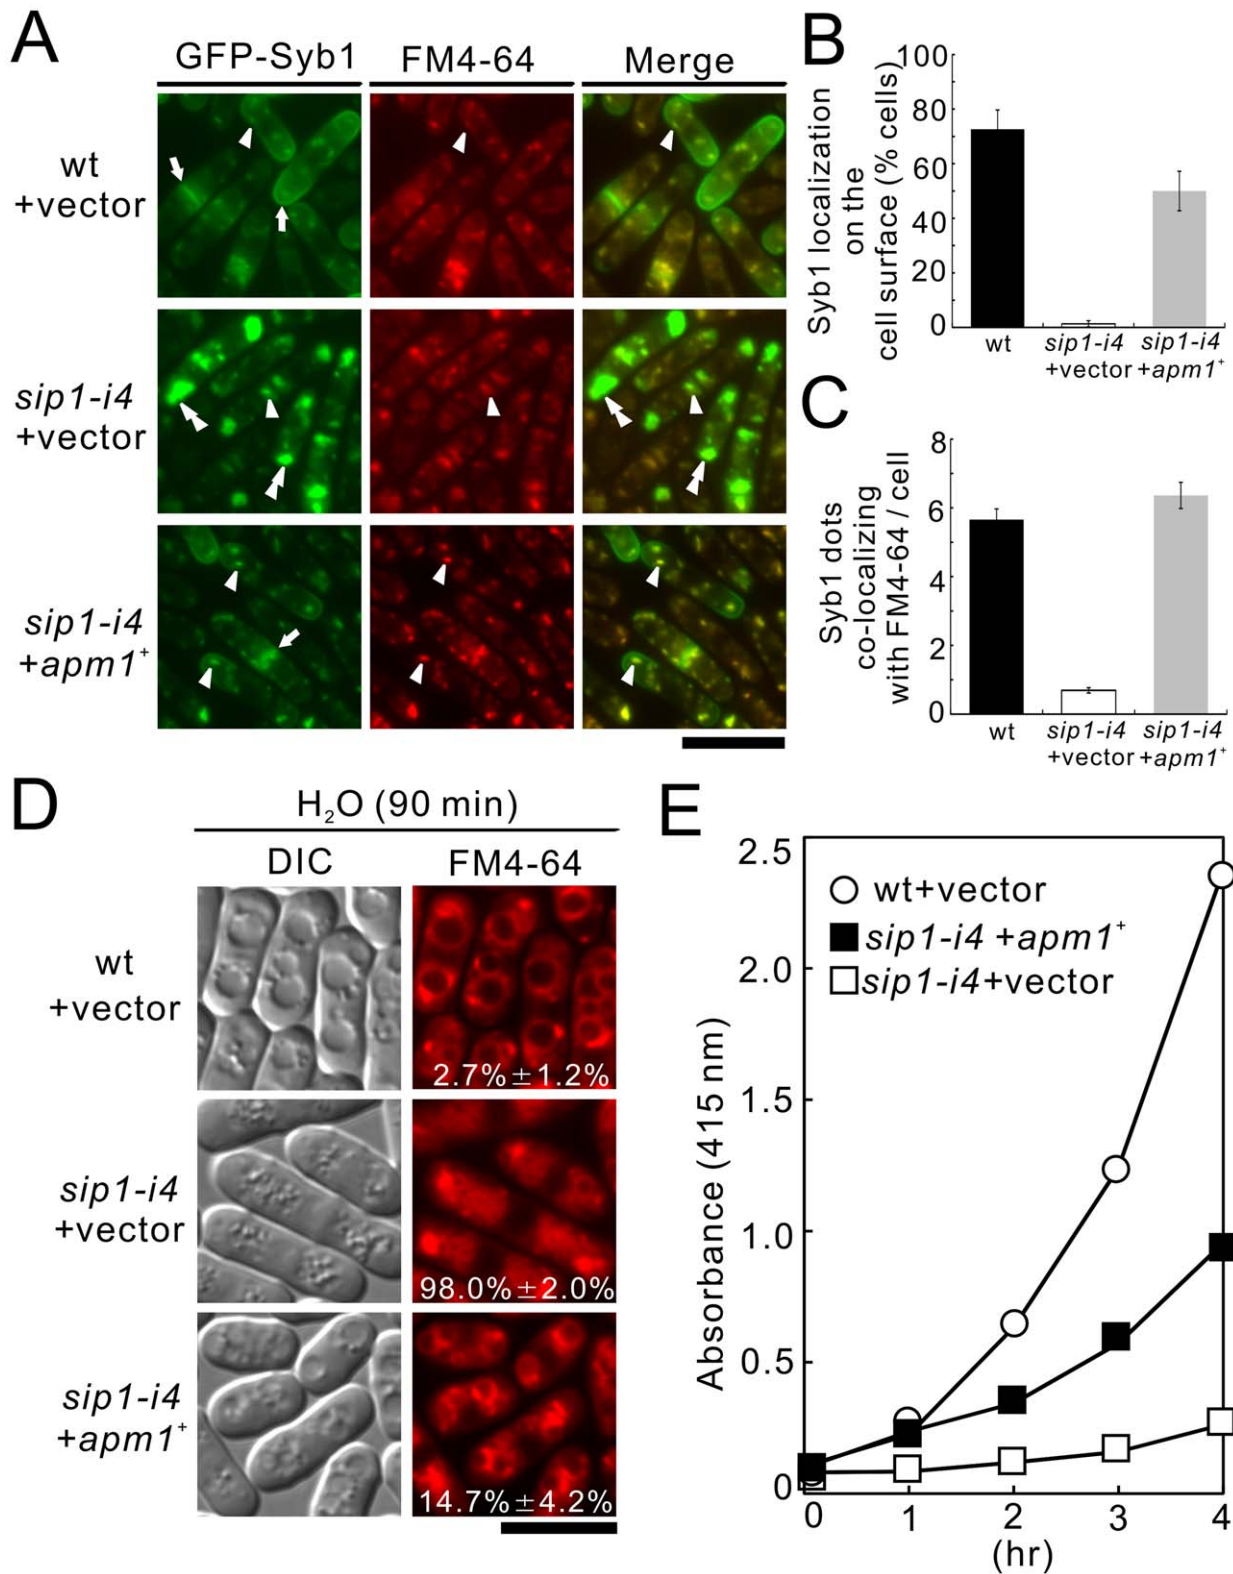 A
GFP-Syb1
FM4-64
Merge
wt
+vector
sip1-i4
+vector
sip1-i4
+apm1⁺
B
Syb1 localization
on the
cell surface (% cells)
100
80
60
40
20
0
wt
sip1-i4
+vector
sip1-i4
+apm1⁺
C
Syb1 dots
co-localizing
with FM4-64 / cell
8
6
4
2
0
wt
sip1-i4
+vector
sip1-i4
+apm1⁺
D
H₂O (90 min)
DIC
FM4-64
wt
+vector
2.7%±1.2%
sip1-i4
+vector
98.0%±2.0%
sip1-i4
+apm1⁺
14.7%±4.2%
E
Absorbance (415 nm)
2.5
2.0
1.5
1.0
0.5
0
wt+vector
sip1-i4 +apm1⁺
sip1-i4+vector
0 1 2 3 4
(hr)